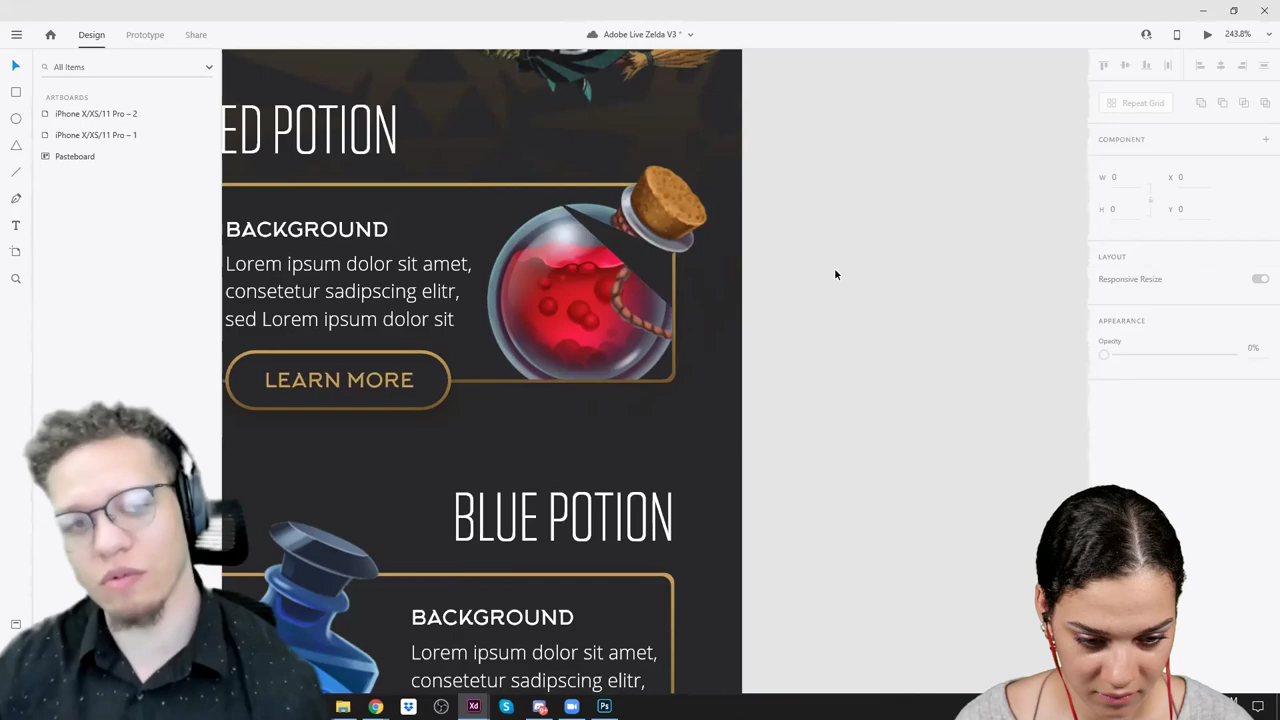 Design
Prototype
Share
Adobe Live Zelda V3 *
243.8%
All Items
ARTBOARDS
iPhone X/XS/11 Pro – 2
iPhone X/XS/11 Pro – 1
Pasteboard
ED POTION
BACKGROUND
Lorem ipsum dolor sit amet,
consetetur sadipscing elitr,
sed Lorem ipsum dolor sit
LEARN MORE
BLUE POTION
BACKGROUND
Lorem ipsum dolor sit amet,
consetetur sadipscing elitr,
Repeat Grid
COMPONENT
W 0
X 0
H 0
Y 0
LAYOUT
Responsive Resize
APPEARANCE
Opacity
0%
Xd
Ps